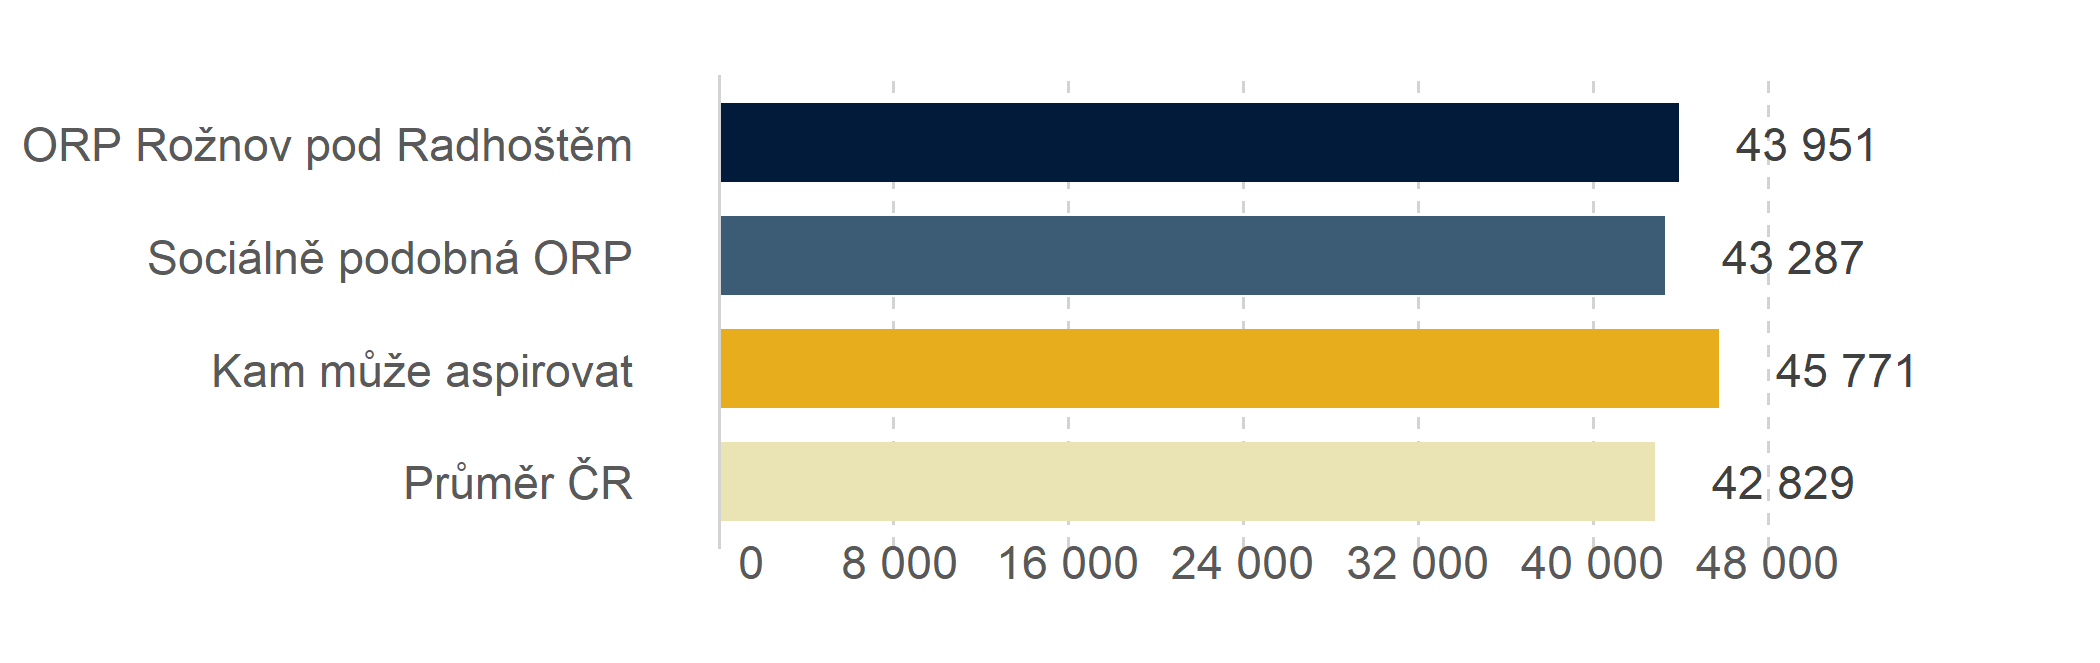 ORP Rožnov pod Radhoštěm 43 951
Sociálně podobná ORP 43 287
Kam může aspirovat 45 771
Průměr ČR 42 829
0 8 000 16 000 24 000 32 000 40 000 48 000